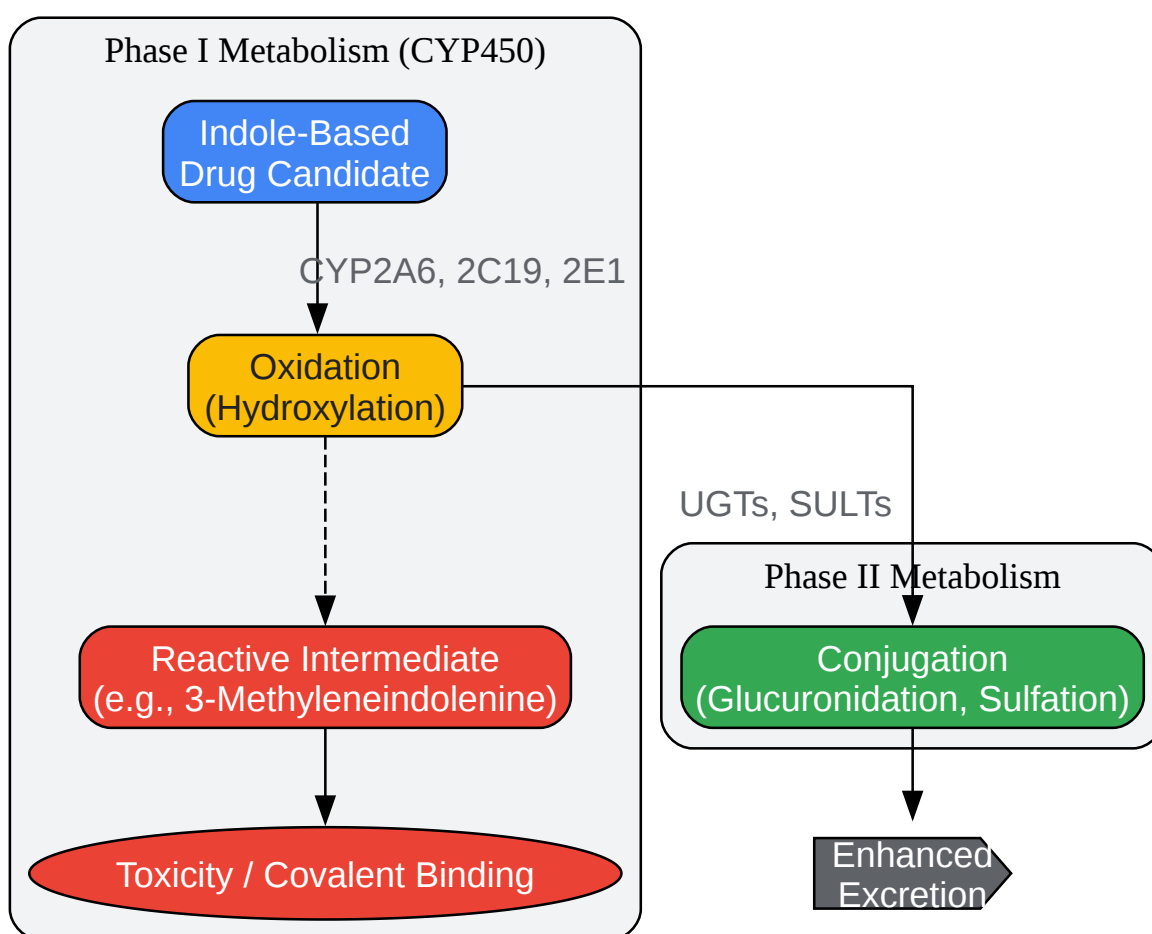 Phase I Metabolism (CYP450)
Indole-Based
Drug Candidate
CYP2A6, 2C19, 2E1
Oxidation
(Hydroxylation)
UGTs, SULTs
Phase II Metabolism
Reactive Intermediate
(e.g., 3-Methyleneindolenine)
Conjugation
(Glucuronidation, Sulfation)
Toxicity / Covalent Binding
Enhanced
Excretion